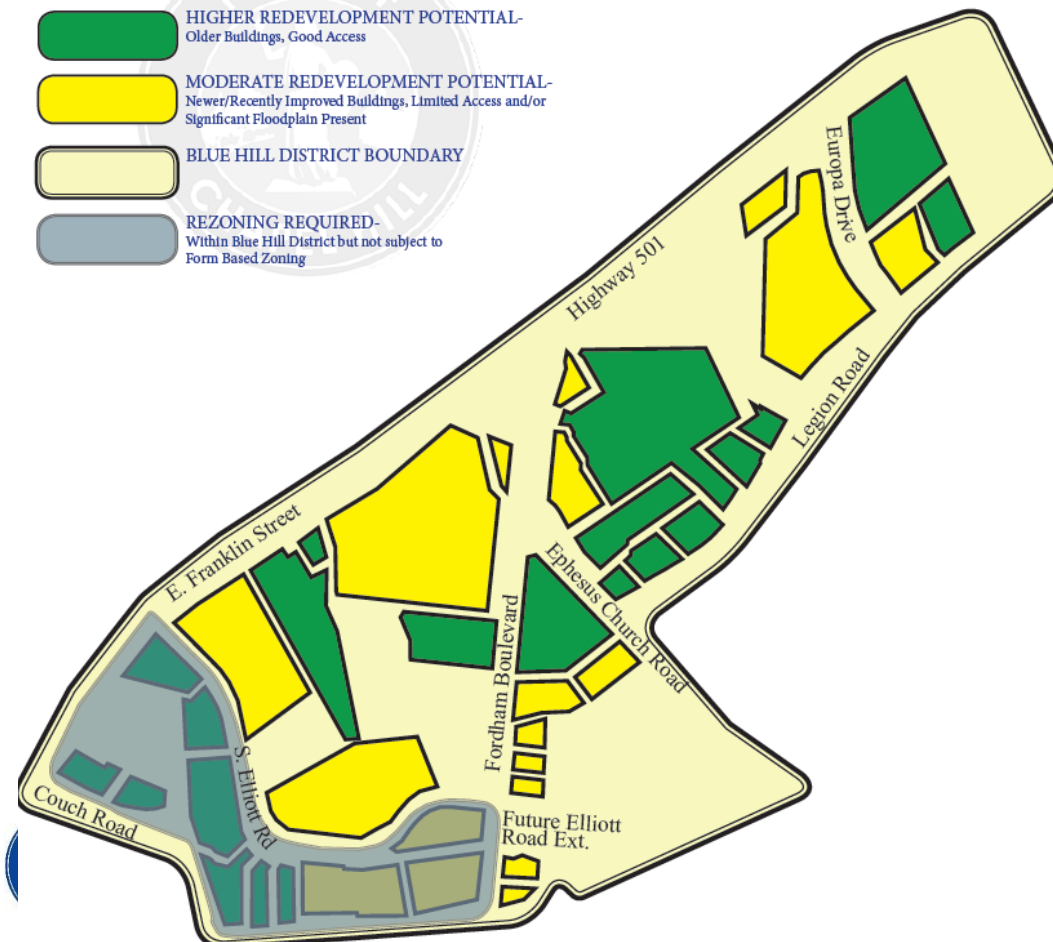 HIGHER REDEVELOPMENT POTENTIAL-
Older Buildings, Good Access
MODERATE REDEVELOPMENT POTENTIAL-
Newer/Recently Improved Buildings, Limited Access and/or
Significant Floodplain Present
BLUE HILL DISTRICT BOUNDARY
REZONING REQUIRED-
Within Blue Hill District but not subject to
Form Based Zoning
Europa Drive
Highway 501
Legion Road
E. Franklin Street
Ephesus Church Road
Fordham Boulevard
S. Elliott Rd
Couch Road
Future Elliott
Road Ext.